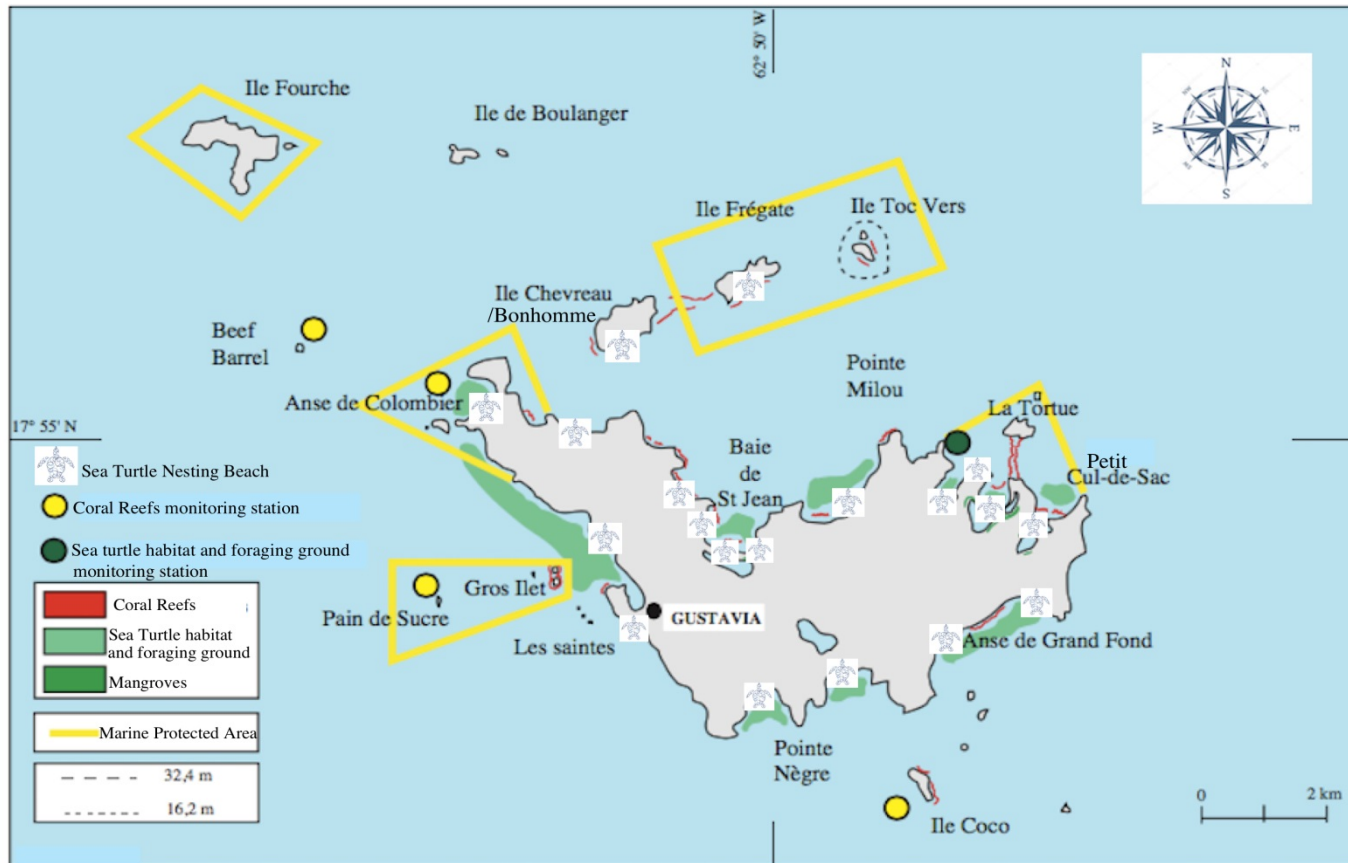 62° 50' W
N
W
E
S
Ile Fourche
Ile de Boulanger
Ile Frégate
Ile Toc Vers
Ile Chevreau
/Bonhomme
Beef
Barrel
Pointe
Milou
Anse de Colombier
La Tortue
17° 55' N
Baie
de
St Jean
Petit
Cul-de-Sac
Sea Turtle Nesting Beach
Coral Reefs monitoring station
Sea turtle habitat and foraging ground
monitoring station
Coral Reefs
Sea Turtle habitat
and foraging ground
Mangroves
Marine Protected Area
32,4 m
16,2 m
Gros Ilet
Pain de Sucre
GUSTAVIA
Les saintes
Anse de Grand Fond
Pointe
Nègre
Ile Coco
0 2 km